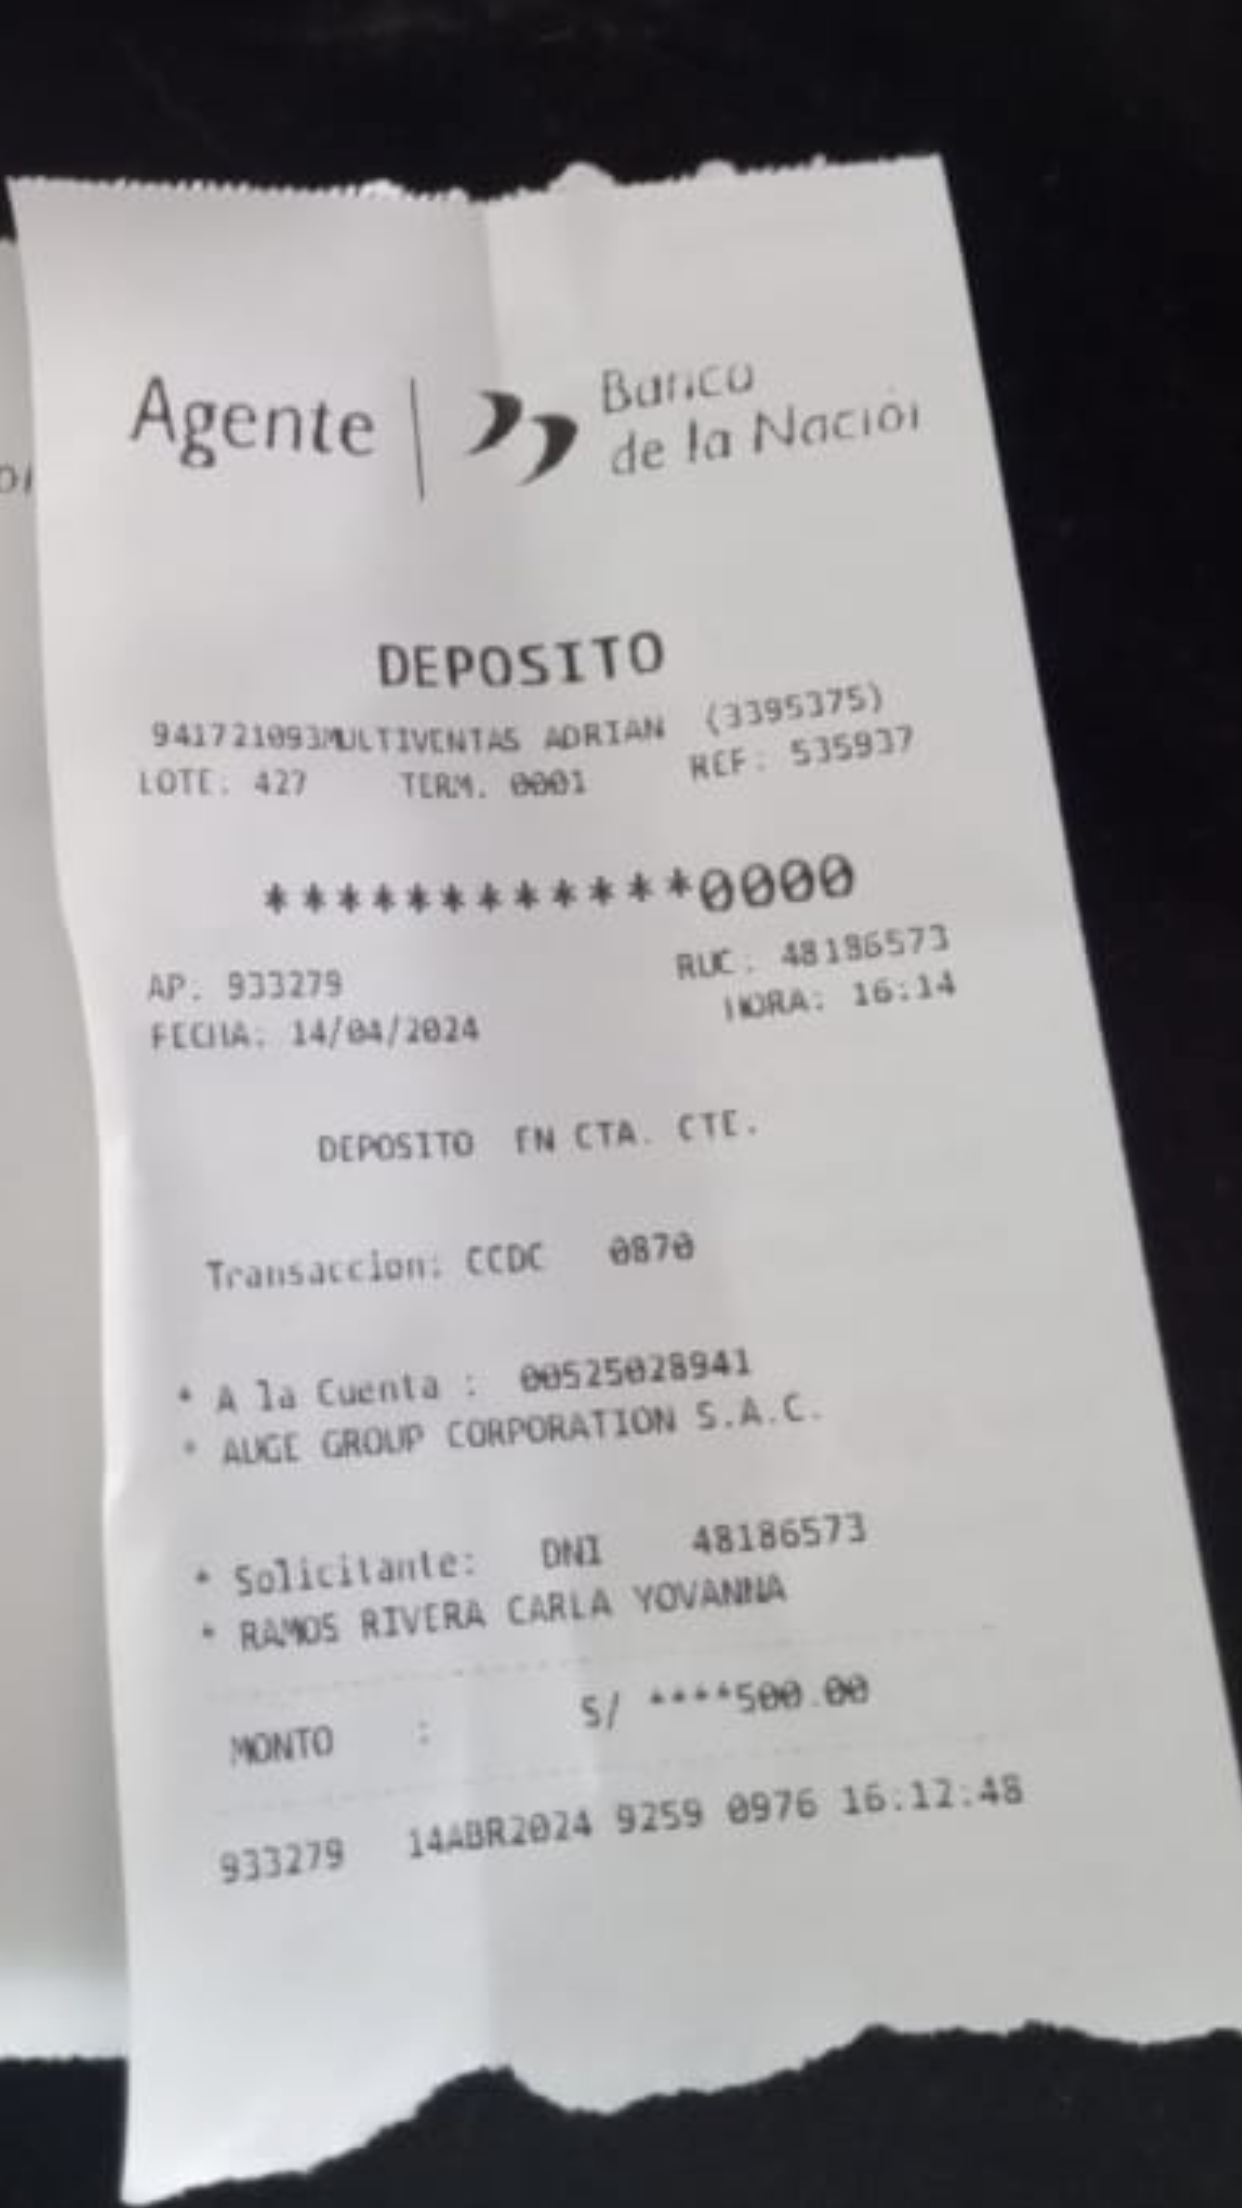 Agente | Banco
de la Nación
DEPOSITO
941721093MULTIVENTAS ADRIAN (3395375)
LOTE: 427 TERM. 0001 REF: 535937
************0000
AP: 933279 RUC: 48186573
FECHA: 14/04/2024 HORA: 16:14
DEPOSITO EN CTA. CTE.
Transaccion: CCDC 0870
* A la Cuenta : 00525028941
* AUGE GROUP CORPORATION S.A.C.
* Solicitante: DNI 48186573
* RAMOS RIVERA CARLA YOVANNA
MONTO : S/ ****500.00
933279 14ABR2024 9259 0976 16:12:48